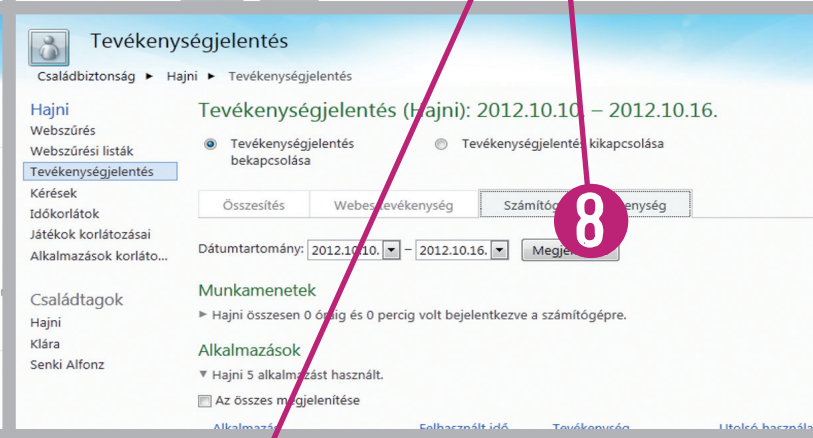 Tevékenységjelentés
Családbiztonság ► Hajni ► Tevékenységjelentés
Hajni
Webszűrés
Webszűrési listák
Tevékenységjelentés
Kérések
Időkorlátok
Játékok korlátozásai
Alkalmazások korláto...
Családtagok
Hajni
Klára
Senki Alfonz
Tevékenységjelentés (Hajni): 2012.10.10. – 2012.10.16.
Tevékenységjelentés bekapcsolása
Tevékenységjelentés kikapcsolása
Összesítés Webes tevékenység
8
Dátumtartomány: 2012.10.10. – 2012.10.16.
Munkamenetek
► Hajni összesen 0 óráig és 0 percig volt bejelentkezve a számítógépre.
Alkalmazások
▼ Hajni 5 alkalmazást használt.
Az összes megjelenítése
Felhasznált idő Tevékenység Utolsó